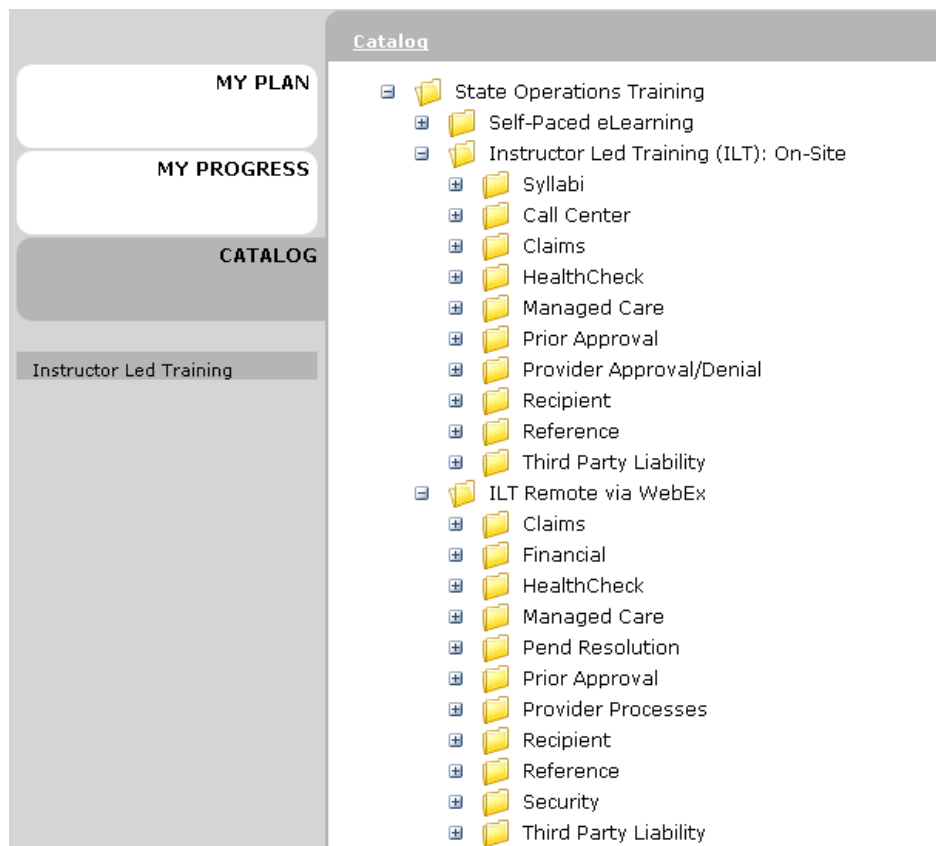 Catalog
MY PLAN
MY PROGRESS
CATALOG
Instructor Led Training
State Operations Training
Self-Paced eLearning
Instructor Led Training (ILT): On-Site
Syllabi
Call Center
Claims
HealthCheck
Managed Care
Prior Approval
Provider Approval/Denial
Recipient
Reference
Third Party Liability
ILT Remote via WebEx
Claims
Financial
HealthCheck
Managed Care
Pend Resolution
Prior Approval
Provider Processes
Recipient
Reference
Security
Third Party Liability